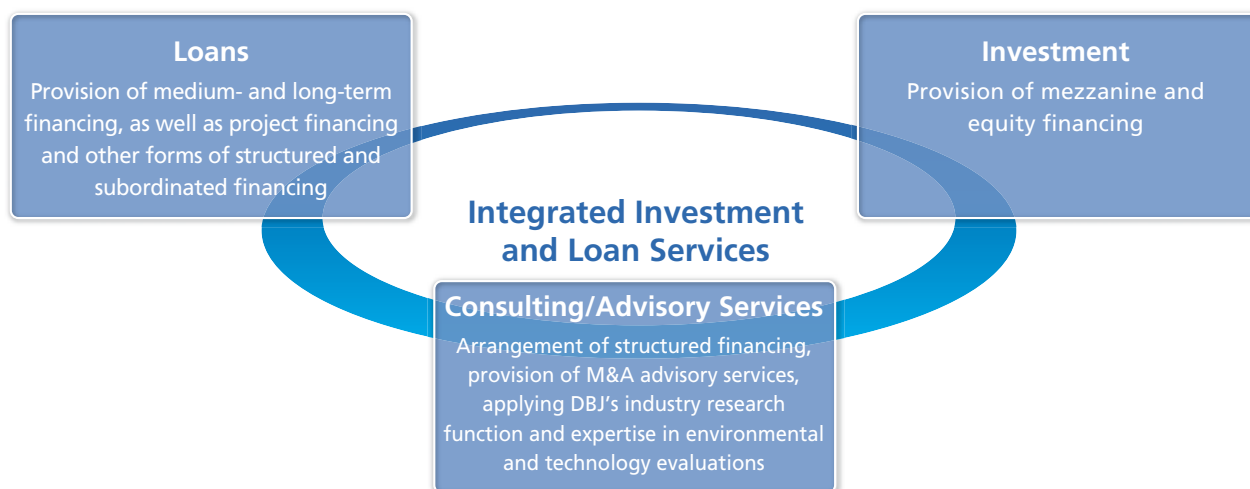 Loans
Provision of medium- and long-term
financing, as well as project financing
and other forms of structured and
subordinated financing
Investment
Provision of mezzanine and
equity financing
Integrated Investment
and Loan Services
Consulting/Advisory Services
Arrangement of structured financing,
provision of M&A advisory services,
applying DBJ’s industry research
function and expertise in environmental
and technology evaluations